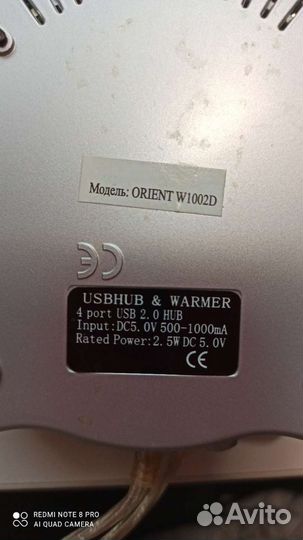 Модель: ORIENT W1002D
CE
USBHUB & WARMER
4 port USB 2.0 HUB
Input:DC5.0V 500-1000mA
Rated Power:2.5W DC 5.0V
CE
REDMI NOTE 8 PRO
AI QUAD CAMERA
Avito